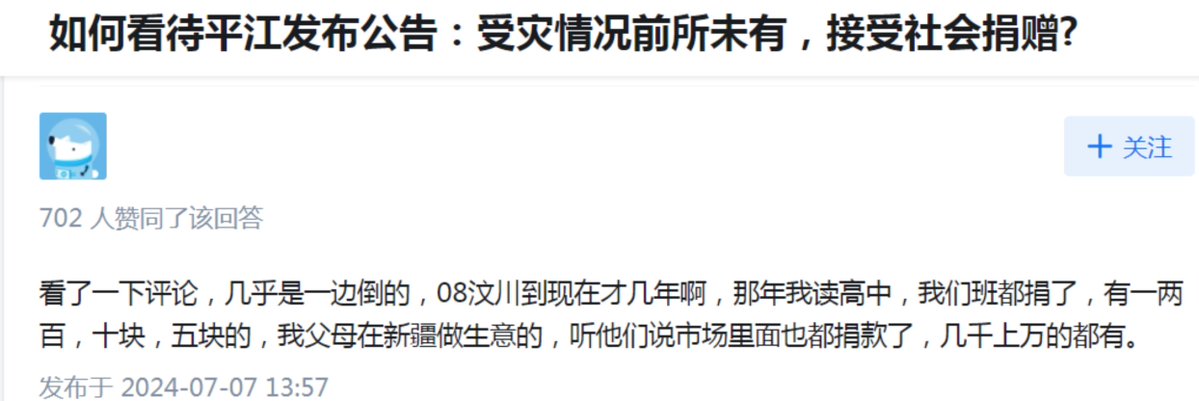 如何看待平江发布公告：受灾情况前所未有，接受社会捐赠？
+ 关注
702 人赞同了该回答
看了一下评论，几乎是一边倒的，08汶川到现在才几年啊，那年我读高中，我们班都捐了，有一两
百，十块，五块的，我父母在新疆做生意的，听他们说市场里面也都捐款了，几千上万的都有。
发布于 2024-07-07 13:57